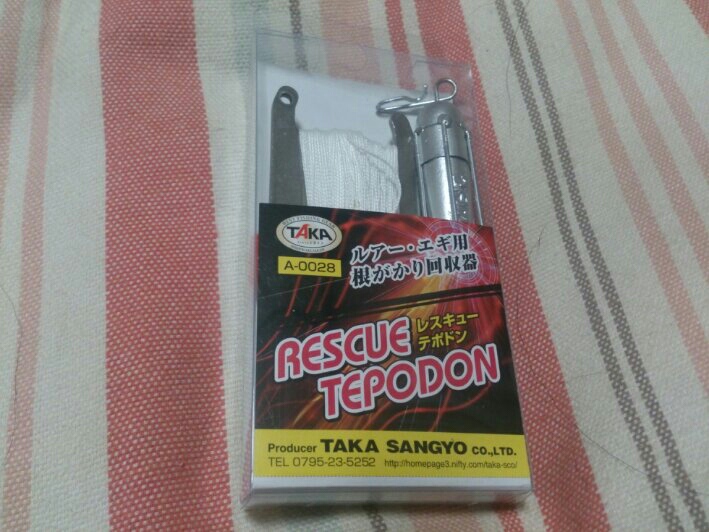 TAKA
A-0028
ルアー・エギ用
根がかり回収器
RESCUE
レスキュー
テポドン
TEPODON
Producer TAKA SANGYO CO.,LTD.
TEL 0795-23-5252 http://homepage3.nifty.com/taka-sco/